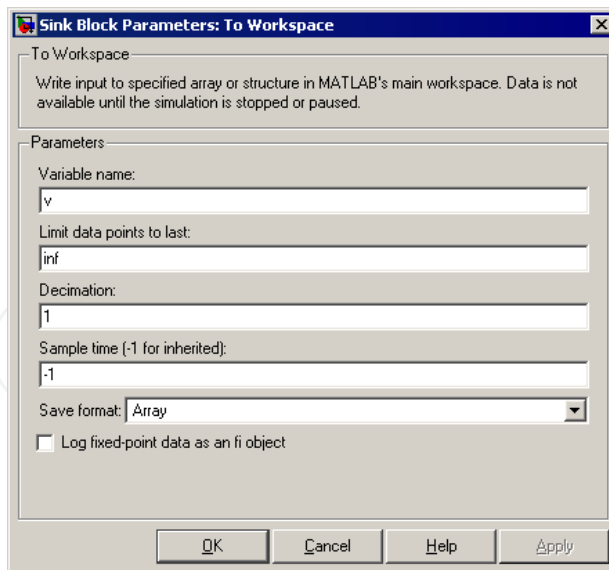 Sink Block Parameters: To Workspace
To Workspace
Write input to specified array or structure in MATLAB's main workspace. Data is not
available until the simulation is stopped or paused.
Parameters
Variable name:
v
Limit data points to last:
inf
Decimation:
1
Sample time (-1 for inherited):
-1
Save format: Array
Log fixed-point data as an fi object
OK Cancel Help Apply